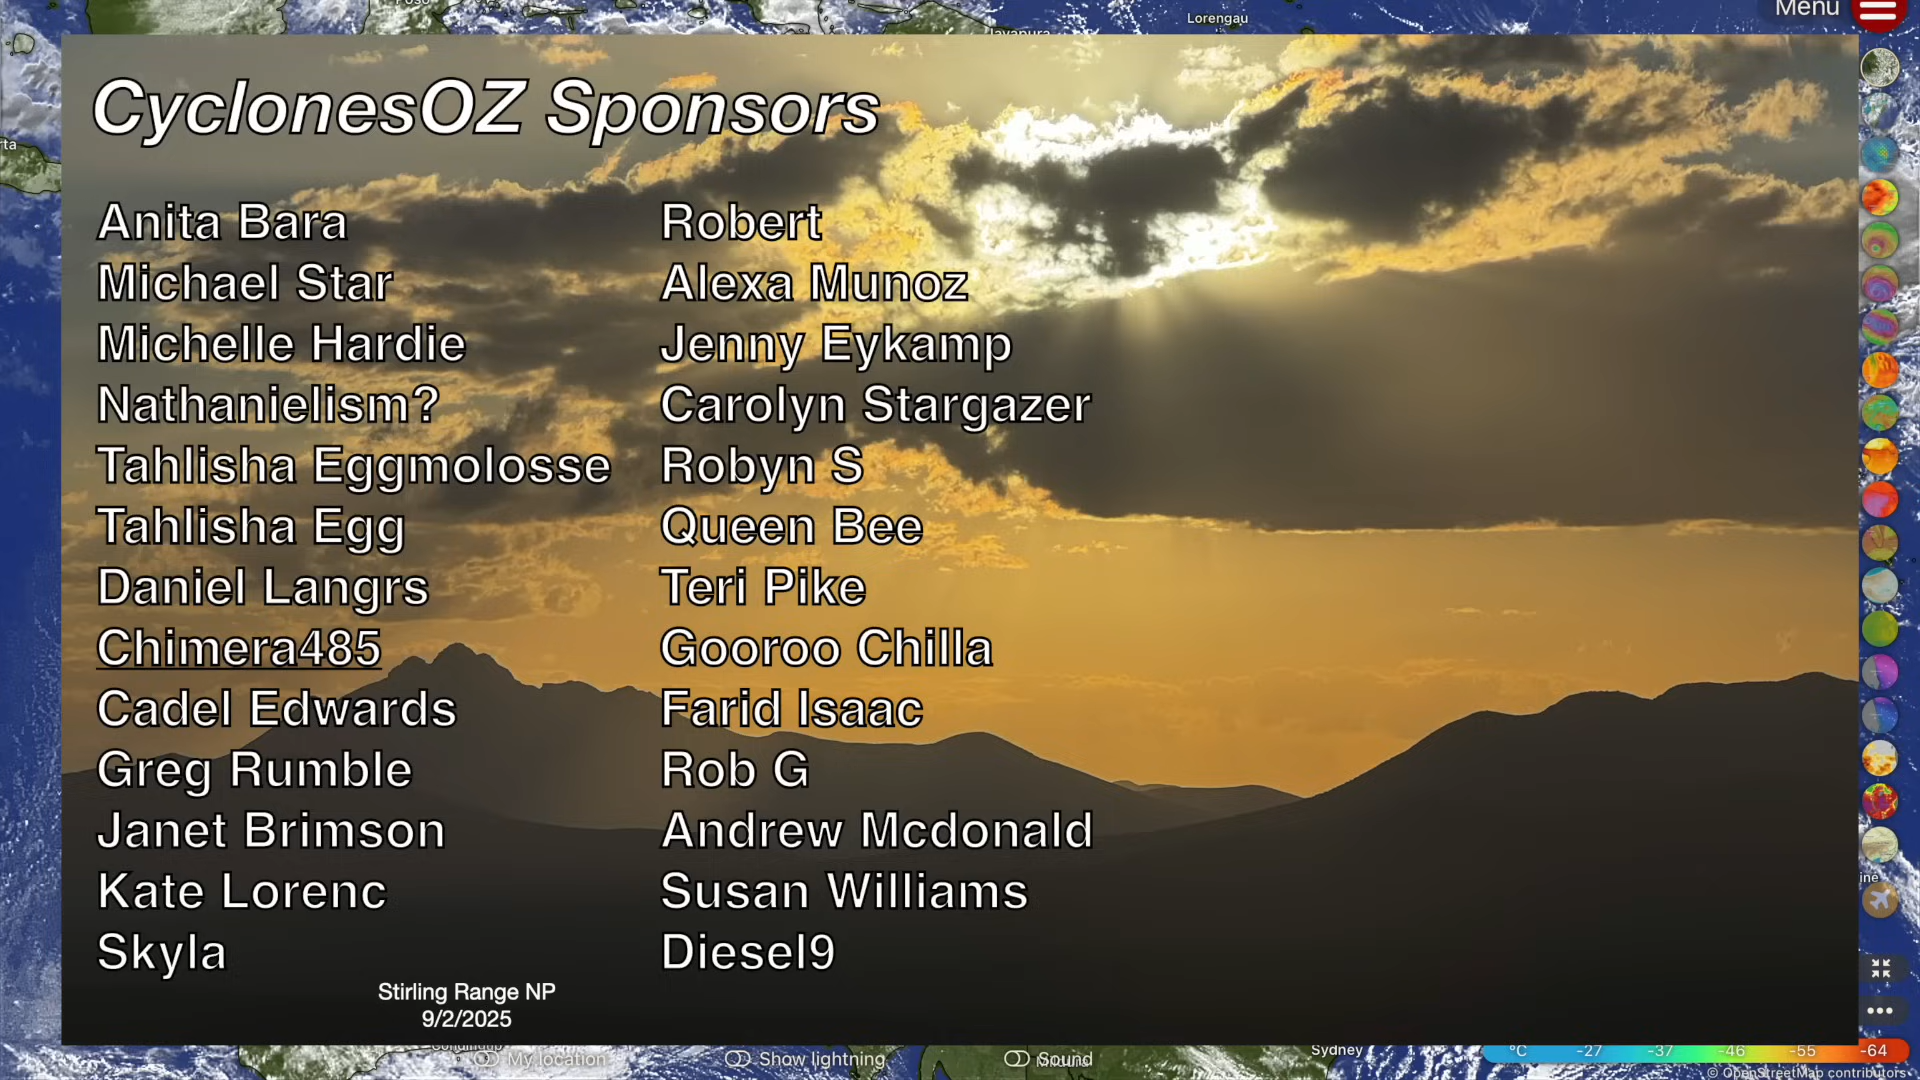 Lorengau
Menu
CyclonesOZ Sponsors
Anita Bara
Michael Star
Michelle Hardie
Nathanielism?
Tahlisha Eggmolosse
Tahlisha Egg
Daniel Langrs
Chimera485
Cadel Edwards
Greg Rumble
Janet Brimson
Kate Lorenc
Skyla
Robert
Alexa Munoz
Jenny Eykamp
Carolyn Stargazer
Robyn S
Queen Bee
Teri Pike
Gooroo Chilla
Farid Isaac
Rob G
Andrew Mcdonald
Susan Williams
Diesel9
Stirling Range NP
9/2/2025
My location
Show lightning
Sound
Sydney
°C -27 -37 -46 -55 -64
© OpenStreetMap contributors